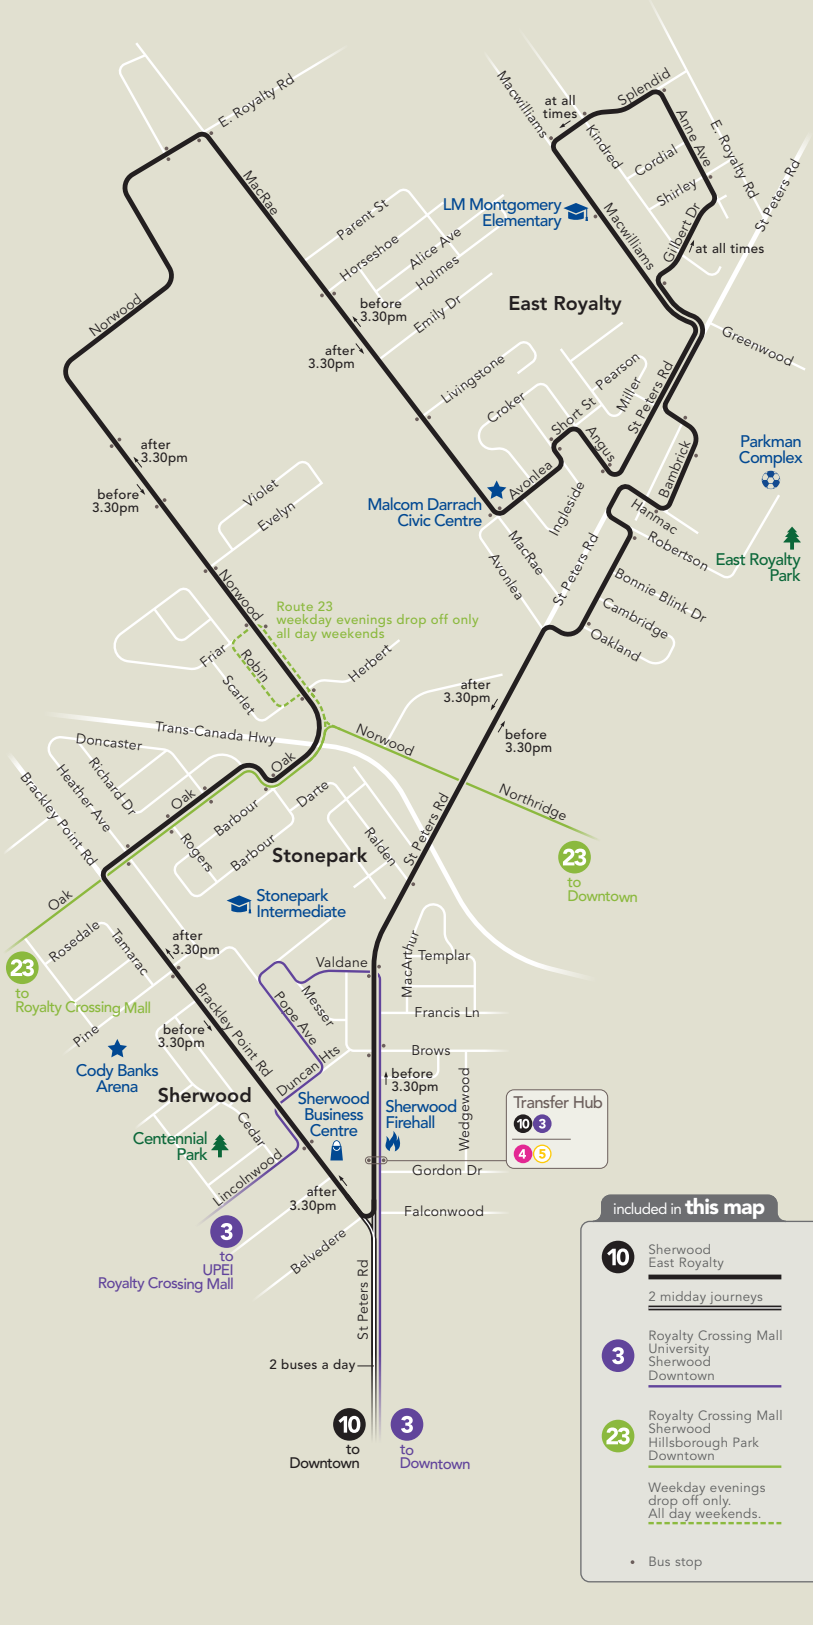 E. Royalty Rd
MacRae
Parent St
Horseshoe
Alice Ave
Holmes
Emily Dr
before
3.30pm
after
3.30pm
Norwood
Macwilliams
at all
times
Splendid
Kindred
Cordial
Shirley
Anne Ave
E. Royalty Rd
St Peters Rd
LM Montgomery
Elementary
Macwilliams
Gilbert Dr
at all times
East Royalty
Greenwood
Livingstone
Croker
Short St
Pearson
Miller
St Peters Rd
Angus
Avonlea
Ingleside
Bambrick
Parkman
Complex
Malcom Darrach
Civic Centre
Hanmac
Robertson
East Royalty
Park
MacRae
Avonlea
St Peters Rd
Bonnie Blink Dr
Cambridge
Oakland
after
3.30pm
before
3.30pm
Violet
Evelyn
Norwood
Route 23
weekday evenings drop off only
all day weekends
Friar
Robin
Scarlet
Herbert
after
3.30pm
before
3.30pm
Trans-Canada Hwy
Norwood
Northridge
Doncaster
Richard Dr
Heather Ave
Brackley Point Rd
Oak
Oak
Barbour
Darte
Rogers
Barbour
Ralden
St Peters Rd
Stonepark
23
to
Downtown
Stonepark
Intermediate
Oak
Rosedale
Tamarac
after
3.30pm
23
to
Royalty Crossing Mall
Valdane
MacArthur
Templar
Messer
Pope Ave
Francis Ln
Brackley Point Rd
Pine
before
3.30pm
Cody Banks
Arena
Duncan Hts
Brows
before
3.30pm
Wedgewood
Sherwood
Sherwood
Business
Centre
Sherwood
Firehall
Transfer Hub
10 3
4 5
Centennial
Park
Cedar
Lincolnwood
Gordon Dr
after
3.30pm
Falconwood
3
to
UPEI
Royalty Crossing Mall
Belvedere
St Peters Rd
2 buses a day
10
to
Downtown
3
to
Downtown
included in this map
10
Sherwood
East Royalty
2 midday journeys
3
Royalty Crossing Mall
University
Sherwood
Downtown
23
Royalty Crossing Mall
Sherwood
Hillsborough Park
Downtown
Weekday evenings
drop off only.
All day weekends.
Bus stop